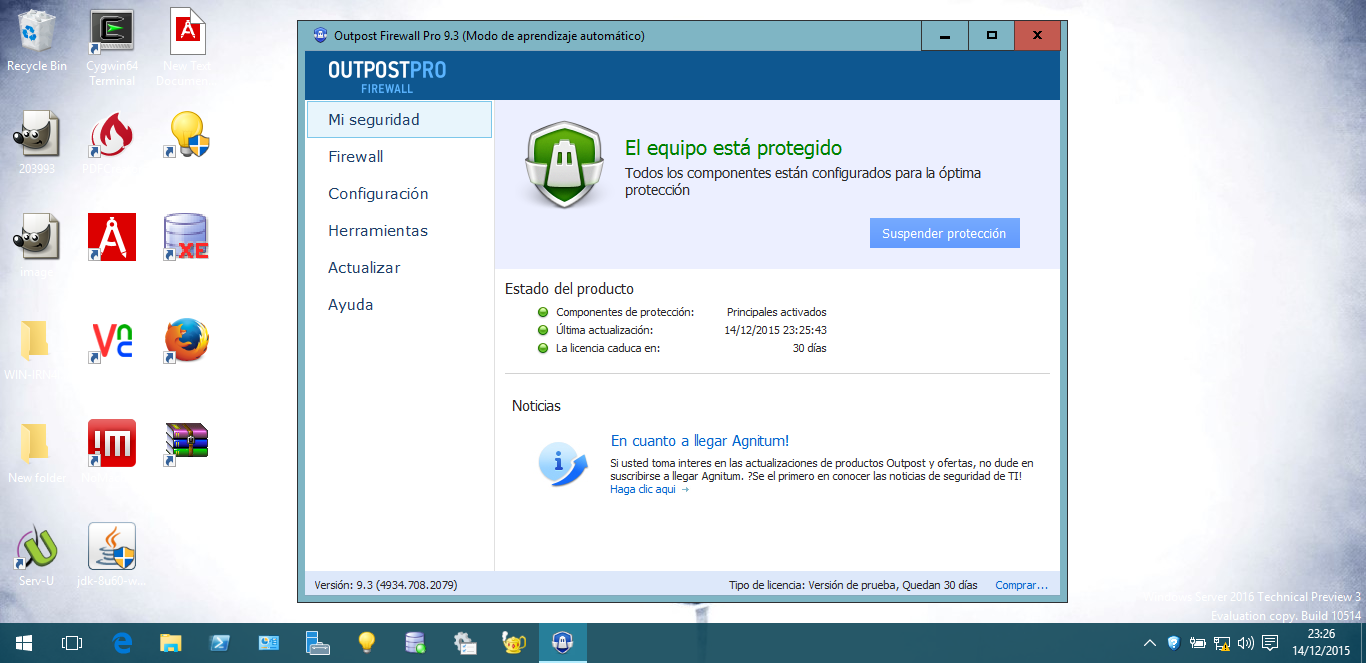 Recycle Bin
Cygwin64
Terminal
New Text
Documen...
203993
WIN-IRN
New folder
Serv-U
jdk-8u60-w...
Outpost Firewall Pro 9.3 (Modo de aprendizaje automático)
OUTPOSTPRO
FIREWALL
Mi seguridad
Firewall
Configuración
Herramientas
Actualizar
Ayuda
El equipo está protegido
Todos los componentes están configurados para la óptima
protección
Suspender protección
Estado del producto
Componentes de protección: Principales activados
Última actualización: 14/12/2015 23:25:43
La licencia caduca en: 30 días
Noticias
En cuanto a llegar Agnitum!
Si usted toma interes en las actualizaciones de productos Outpost y ofertas, no dude en
suscribirse a llegar Agnitum. ?Se el primero en conocer las noticias de seguridad de TI!
Haga clic aqui →
Versión: 9.3 (4934.708.2079)
Tipo de licencia: Versión de prueba, Quedan 30 días Comprar...
Windows Server 2016 Technical Preview 3
Evaluation copy. Build 10514
23:26
14/12/2015